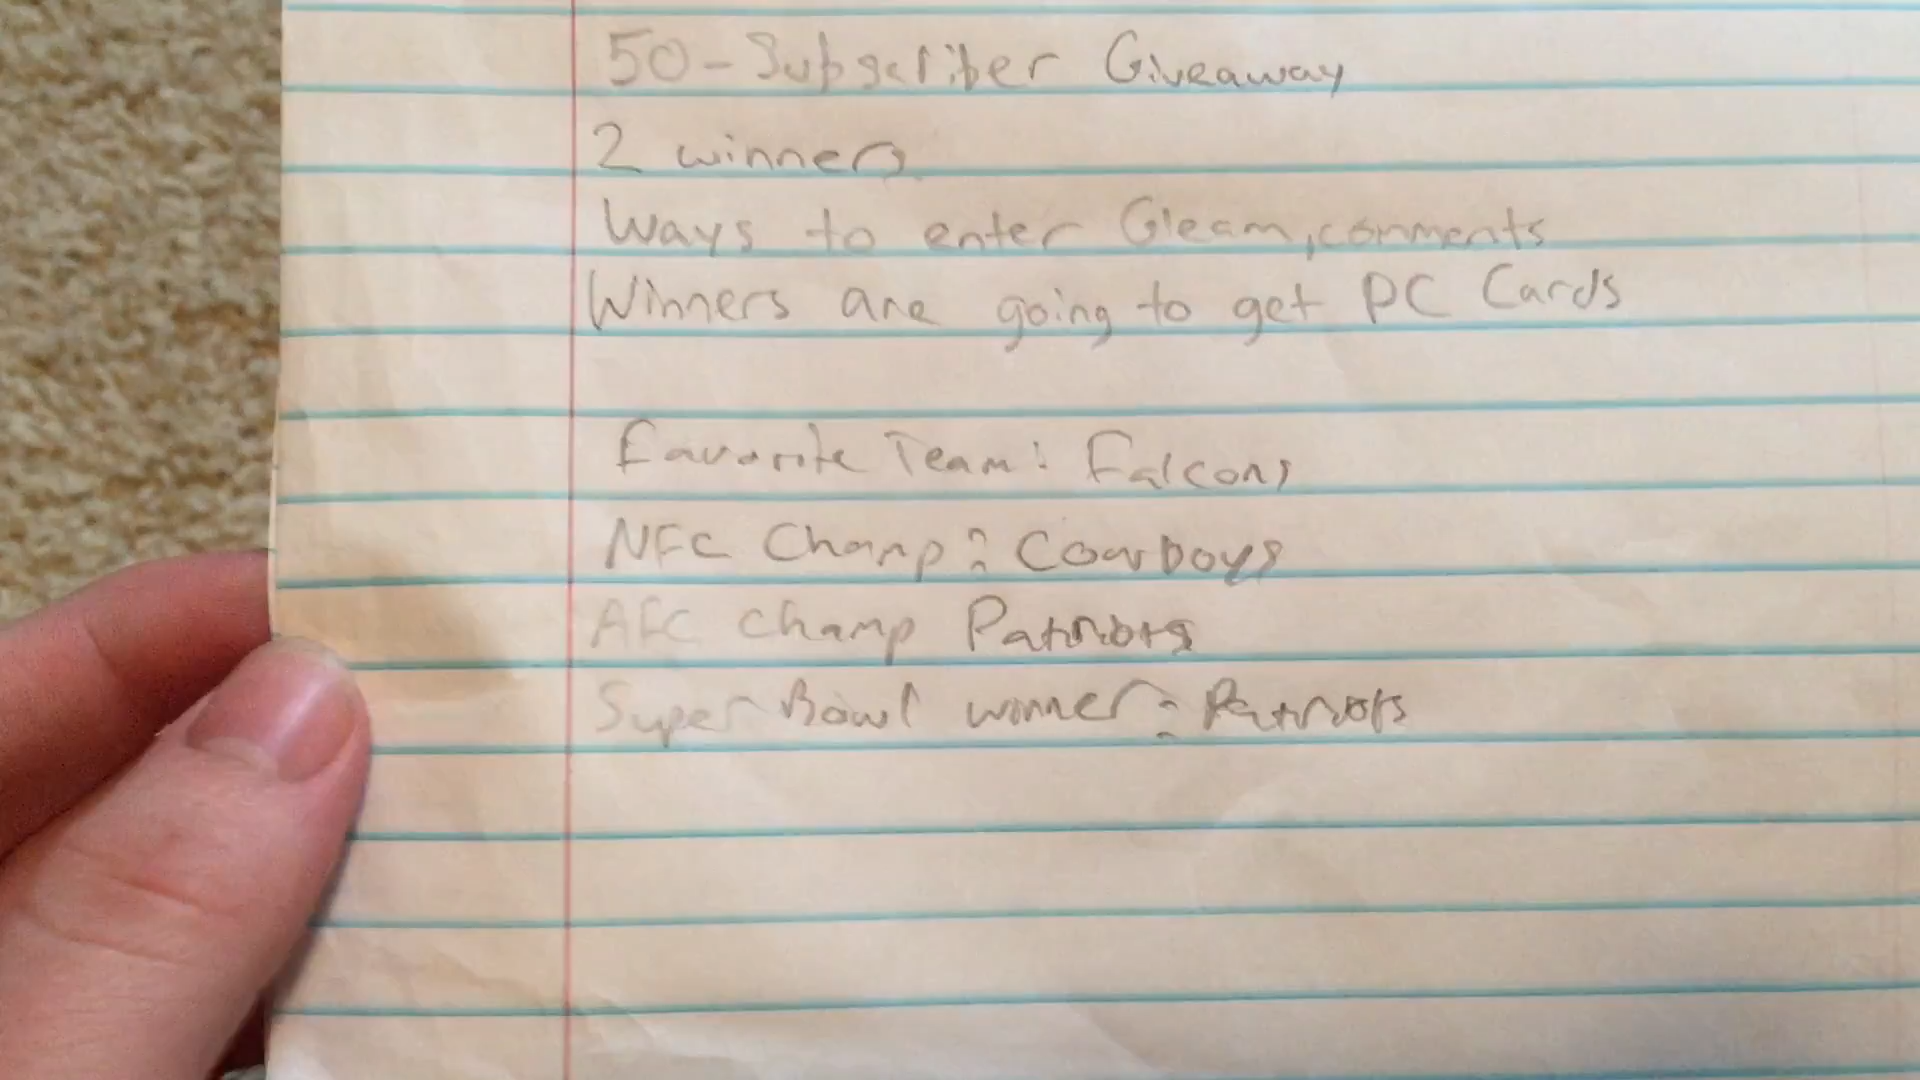 50-Subscriber Giveaway
2 winners
Ways to enter Gleam, comments
Winners are going to get PC Cards
Favorite Team: Falcons
NFC Champ: Cowboys
AFC champ Patriots
Super Bowl winner: Patriots